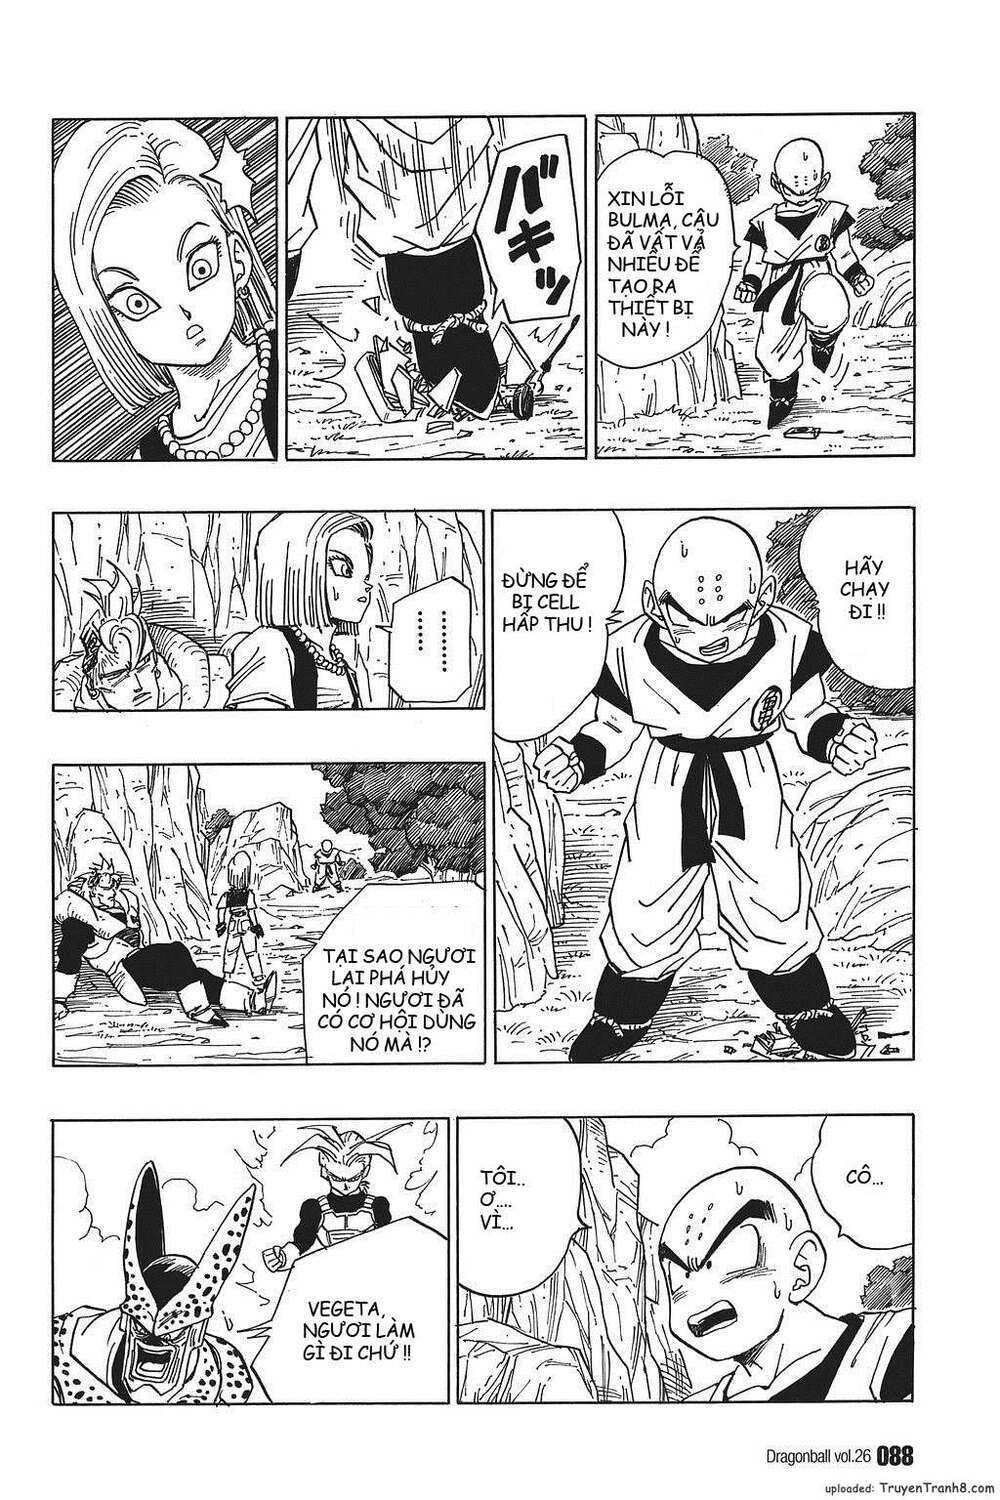 XIN LỖI
BULMA, CẬU
ĐÃ VẤT VẢ
NHIỀU ĐỂ
TẠO RA
THIẾT BỊ
NÀY !
バキッ
HÃY
CHẠY
ĐI !!
ĐỪNG ĐỂ
BỊ CELL
HẤP THU !
.......
........
TẠI SAO NGƯƠI
LẠI PHÁ HỦY
NÓ ! NGƯƠI ĐÃ
CÓ CƠ HỘI DÙNG
NÓ MÀ !?
CÔ...
TÔI..
Ơ....
VÌ...
VEGETA,
NGƯƠI LÀM
GÌ ĐI CHỨ !!
Dragonball vol.26 088
uploaded: TruyenTranh8.com